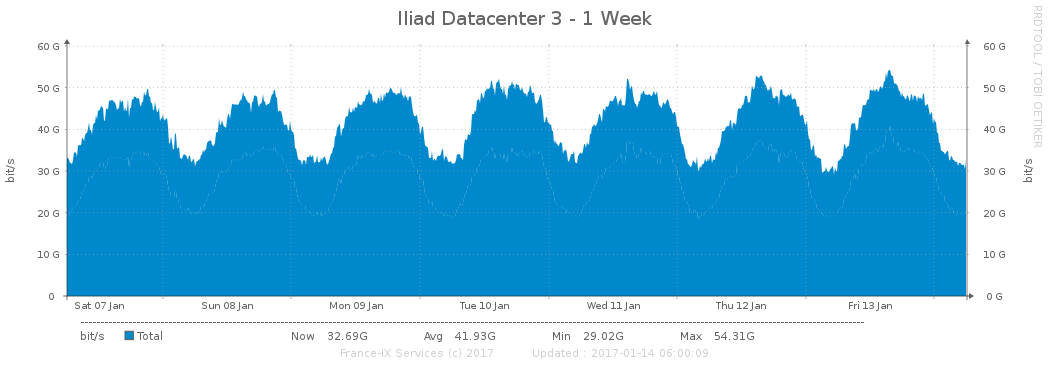 Iliad Datacenter 3 - 1 Week
RRDTOOL / TOBI OETIKER
60 G 60 G
50 G 50 G
40 G 40 G
30 G 30 G
20 G 20 G
10 G 10 G
0 0 G
bit/s bit/s
Sat 07 Jan Sun 08 Jan Mon 09 Jan Tue 10 Jan Wed 11 Jan Thu 12 Jan Fri 13 Jan
bit/s Total Now 32.69G Avg 41.93G Min 29.02G Max 54.31G
France-IX Services (c) 2017 Updated : 2017-01-14 06:00:09